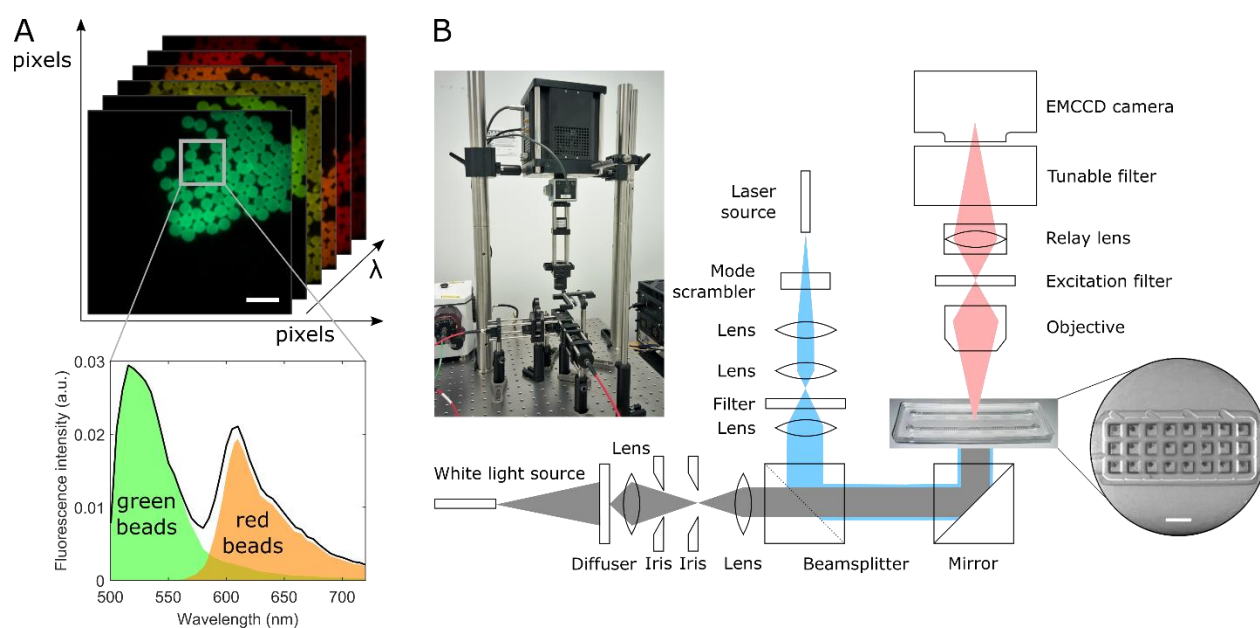 A
pixels
λ
pixels
0.03
0.02
0.01
0
Fluorescence intensity (a.u.)
green
beads
red
beads
500
550
600
650
700
Wavelength (nm)
B
EMCCD camera
Tunable filter
Relay lens
Excitation filter
Objective
Laser
source
Mode
scrambler
Lens
Lens
Filter
Lens
White light source
Lens
Diffuser
Iris
Iris
Lens
Beamsplitter
Mirror